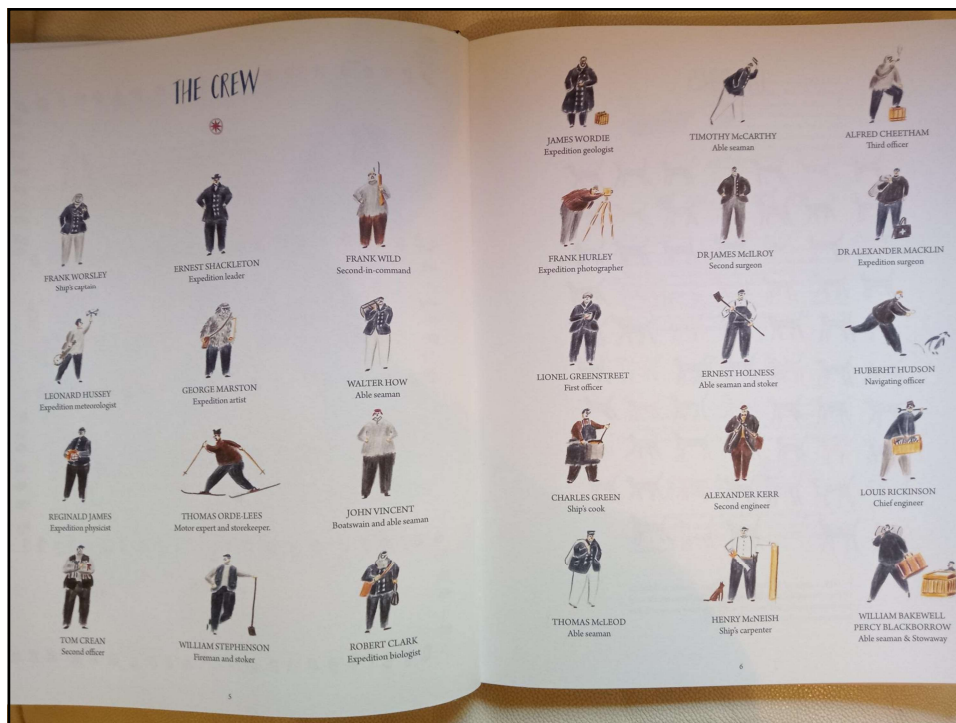 THE CREW
FRANK WORSLEY
Ship's captain
ERNEST SHACKLETON
Expedition leader
FRANK WILD
Second-in-command
LEONARD HUSSEY
Expedition meteorologist
GEORGE MARSTON
Expedition artist
WALTER HOW
Able seaman
REGINALD JAMES
Expedition physicist
THOMAS ORDE-LEES
Motor expert and storekeeper.
JOHN VINCENT
Boatswain and able seaman
TOM CREAN
Second officer
WILLIAM STEPHENSON
Fireman and stoker
ROBERT CLARK
Expedition biologist
5
JAMES WORDIE
Expedition geologist
TIMOTHY McCARTHY
Able seaman
ALFRED CHEETHAM
Third officer
FRANK HURLEY
Expedition photographer
DR JAMES McILROY
Second surgeon
DR ALEXANDER MACKLIN
Expedition surgeon
LIONEL GREENSTREET
First officer
ERNEST HOLNESS
Able seaman and stoker
HUBERHT HUDSON
Navigating officer
CHARLES GREEN
Ship's cook
ALEXANDER KERR
Second engineer
LOUIS RICKINSON
Chief engineer
THOMAS McLEOD
Able seaman
HENRY McNEISH
Ship's carpenter
WILLIAM BAKEWELL
PERCY BLACKBORROW
Able seaman & Stowaway
6